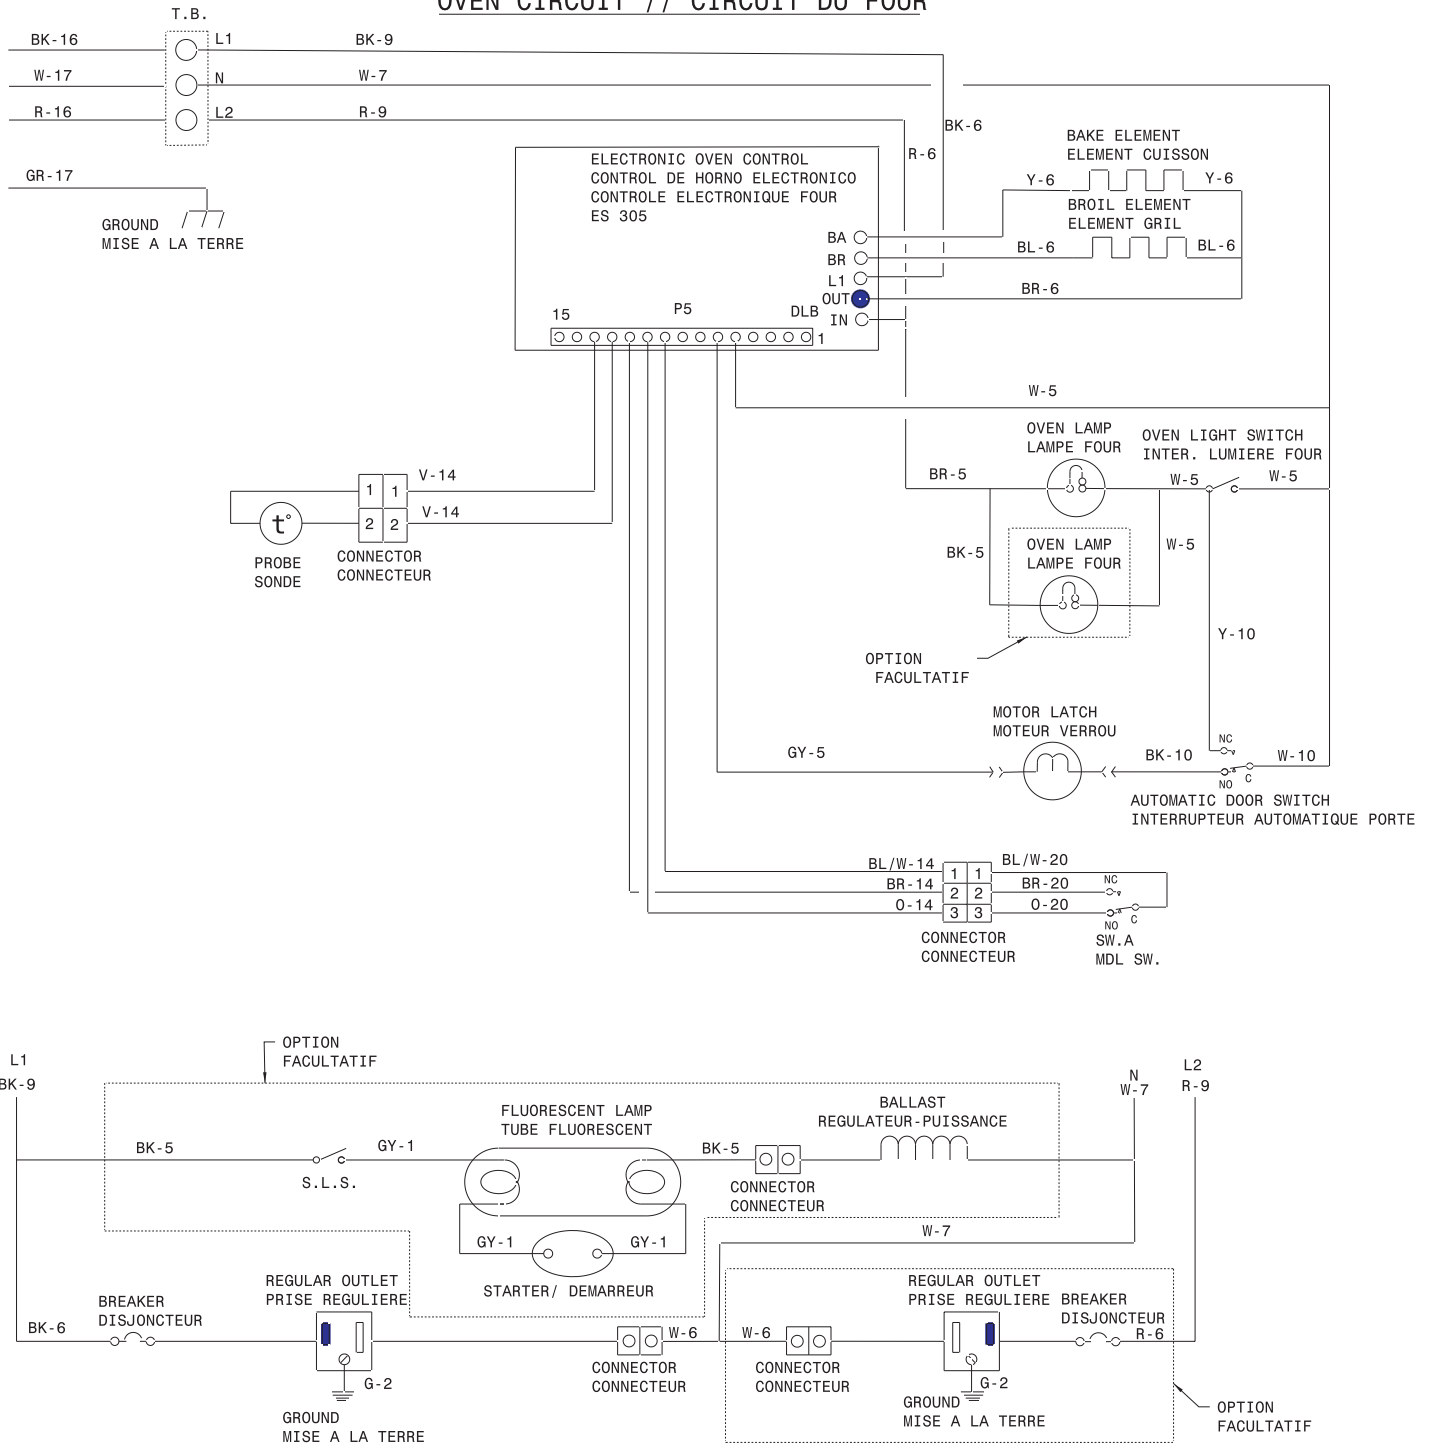 OVEN CIRCUIT // CIRCUIT DU FOUR
T.B.
BK-16
L1
BK-9
W-17
N
W-7
R-16
L2
R-9
BK-6
R-6
GR-17
GROUND
MISE A LA TERRE
ELECTRONIC OVEN CONTROL
CONTROL DE HORNO ELECTRONICO
CONTROLE ELECTRONIQUE FOUR
ES 305
BAKE ELEMENT
ELEMENT CUISSON
Y-6
Y-6
BROIL ELEMENT
ELEMENT GRIL
BA
BR
BL-6
BL-6
L1
OUT
BR-6
DLB
IN
15
P5
1
W-5
OVEN LAMP
LAMPE FOUR
OVEN LIGHT SWITCH
INTER. LUMIERE FOUR
BR-5
W-5
W-5
V-14
1 1
V-14
2 2
t°
PROBE
SONDE
CONNECTOR
CONNECTEUR
BK-5
OVEN LAMP
LAMPE FOUR
W-5
OPTION
FACULTATIF
Y-10
MOTOR LATCH
MOTEUR VERROU
GY-5
BK-10
NC
W-10
NO
C
AUTOMATIC DOOR SWITCH
INTERRUPTEUR AUTOMATIQUE PORTE
BL/W-14
1 1
BL/W-20
BR-14
2 2
BR-20
NC
O-14
3 3
O-20
NO
C
CONNECTOR
CONNECTEUR
SW.A
MDL SW.
OPTION
FACULTATIF
L1
BK-9
N
W-7
L2
R-9
FLUORESCENT LAMP
TUBE FLUORESCENT
BALLAST
REGULATEUR-PUISSANCE
BK-5
GY-1
BK-5
S.L.S.
CONNECTOR
CONNECTEUR
GY-1
GY-1
W-7
STARTER/ DEMARREUR
REGULAR OUTLET
PRISE REGULIERE
BREAKER
DISJONCTEUR
BK-6
W-6
W-6
REGULAR OUTLET
PRISE REGULIERE
BREAKER
DISJONCTEUR
R-6
CONNECTOR
CONNECTEUR
CONNECTOR
CONNECTEUR
G-2
GROUND
MISE A LA TERRE
G-2
GROUND
MISE A LA TERRE
OPTION
FACULTATIF